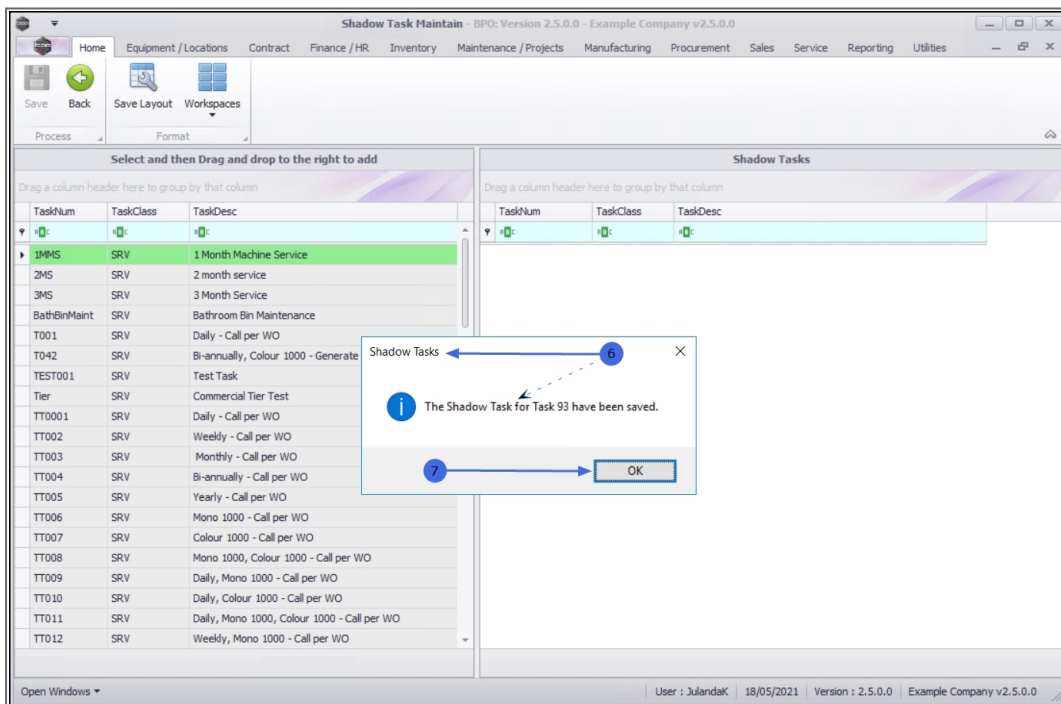 Shadow Task Maintain - BPO: Version 2.5.0.0 - Example Company v2.5.0.0
Home Equipment / Locations Contract Finance / HR Inventory Maintenance / Projects Manufacturing Procurement Sales Service Reporting Utilities
Save Back Save Layout Workspaces
Process Format
Select and then Drag and drop to the right to add
Shadow Tasks
Drag a column header here to group by that column
Drag a column header here to group by that column
TaskNum TaskClass TaskDesc
TaskNum TaskClass TaskDesc
1MMS SRV 1 Month Machine Service
2MS SRV 2 month service
3MS SRV 3 Month Service
BathBinMaint SRV Bathroom Bin Maintenance
T001 SRV Daily - Call per WO
T042 SRV Bi-annually, Colour 1000 - Generate
TEST001 SRV Test Task
Tier SRV Commercial Tier Test
TT0001 SRV Daily - Call per WO
TT002 SRV Weekly - Call per WO
TT003 SRV Monthly - Call per WO
TT004 SRV Bi-annually - Call per WO
TT005 SRV Yearly - Call per WO
TT006 SRV Mono 1000 - Call per WO
TT007 SRV Colour 1000 - Call per WO
TT008 SRV Mono 1000, Colour 1000 - Call per WO
TT009 SRV Daily, Mono 1000 - Call per WO
TT010 SRV Daily, Colour 1000 - Call per WO
TT011 SRV Daily, Mono 1000, Colour 1000 - Call per WO
TT012 SRV Weekly, Mono 1000 - Call per WO
Shadow Tasks 6
The Shadow Task for Task 93 have been saved.
7 OK
Open Windows User : JulandaK 18/05/2021 Version : 2.5.0.0 Example Company v2.5.0.0